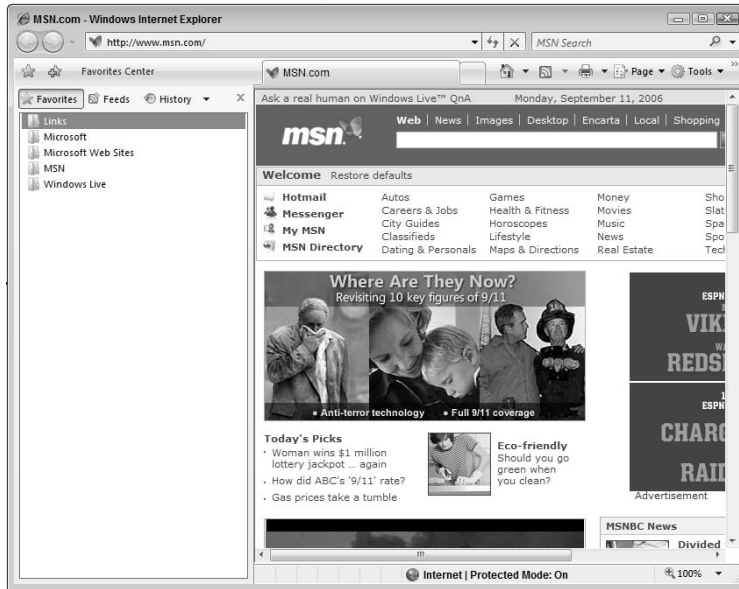 MSN.com - Windows Internet Explorer
http://www.msn.com/
MSN Search
Favorites Center
MSN.com
Page
Tools
Favorites
Feeds
History
X
Links
Microsoft
Microsoft Web Sites
MSN
Windows Live
Ask a real human on Windows Live™ QnA
Monday, September 11, 2006
msn
Web | News | Images | Desktop | Encarta | Local | Shopping
Welcome Restore defaults
Hotmail
Messenger
My MSN
MSN Directory
Autos
Careers & Jobs
City Guides
Classifieds
Dating & Personals
Games
Health & Fitness
Horoscopes
Lifestyle
Maps & Directions
Money
Movies
Music
News
Real Estate
Sho
Slat
Spa
Spo
Tech
Where Are They Now?
Revisiting 10 key figures of 9/11
• Anti-terror technology • Full 9/11 coverage
ESPN
VIK
REDS
ESPN
CHARG
RAID
Advertisement
Today's Picks
· Woman wins $1 million
lottery jackpot ... again
· How did ABC's '9/11' rate?
· Gas prices take a tumble
Eco-friendly
Should you go
green when
you clean?
MSNBC News
Divided
Internet | Protected Mode: On
100%